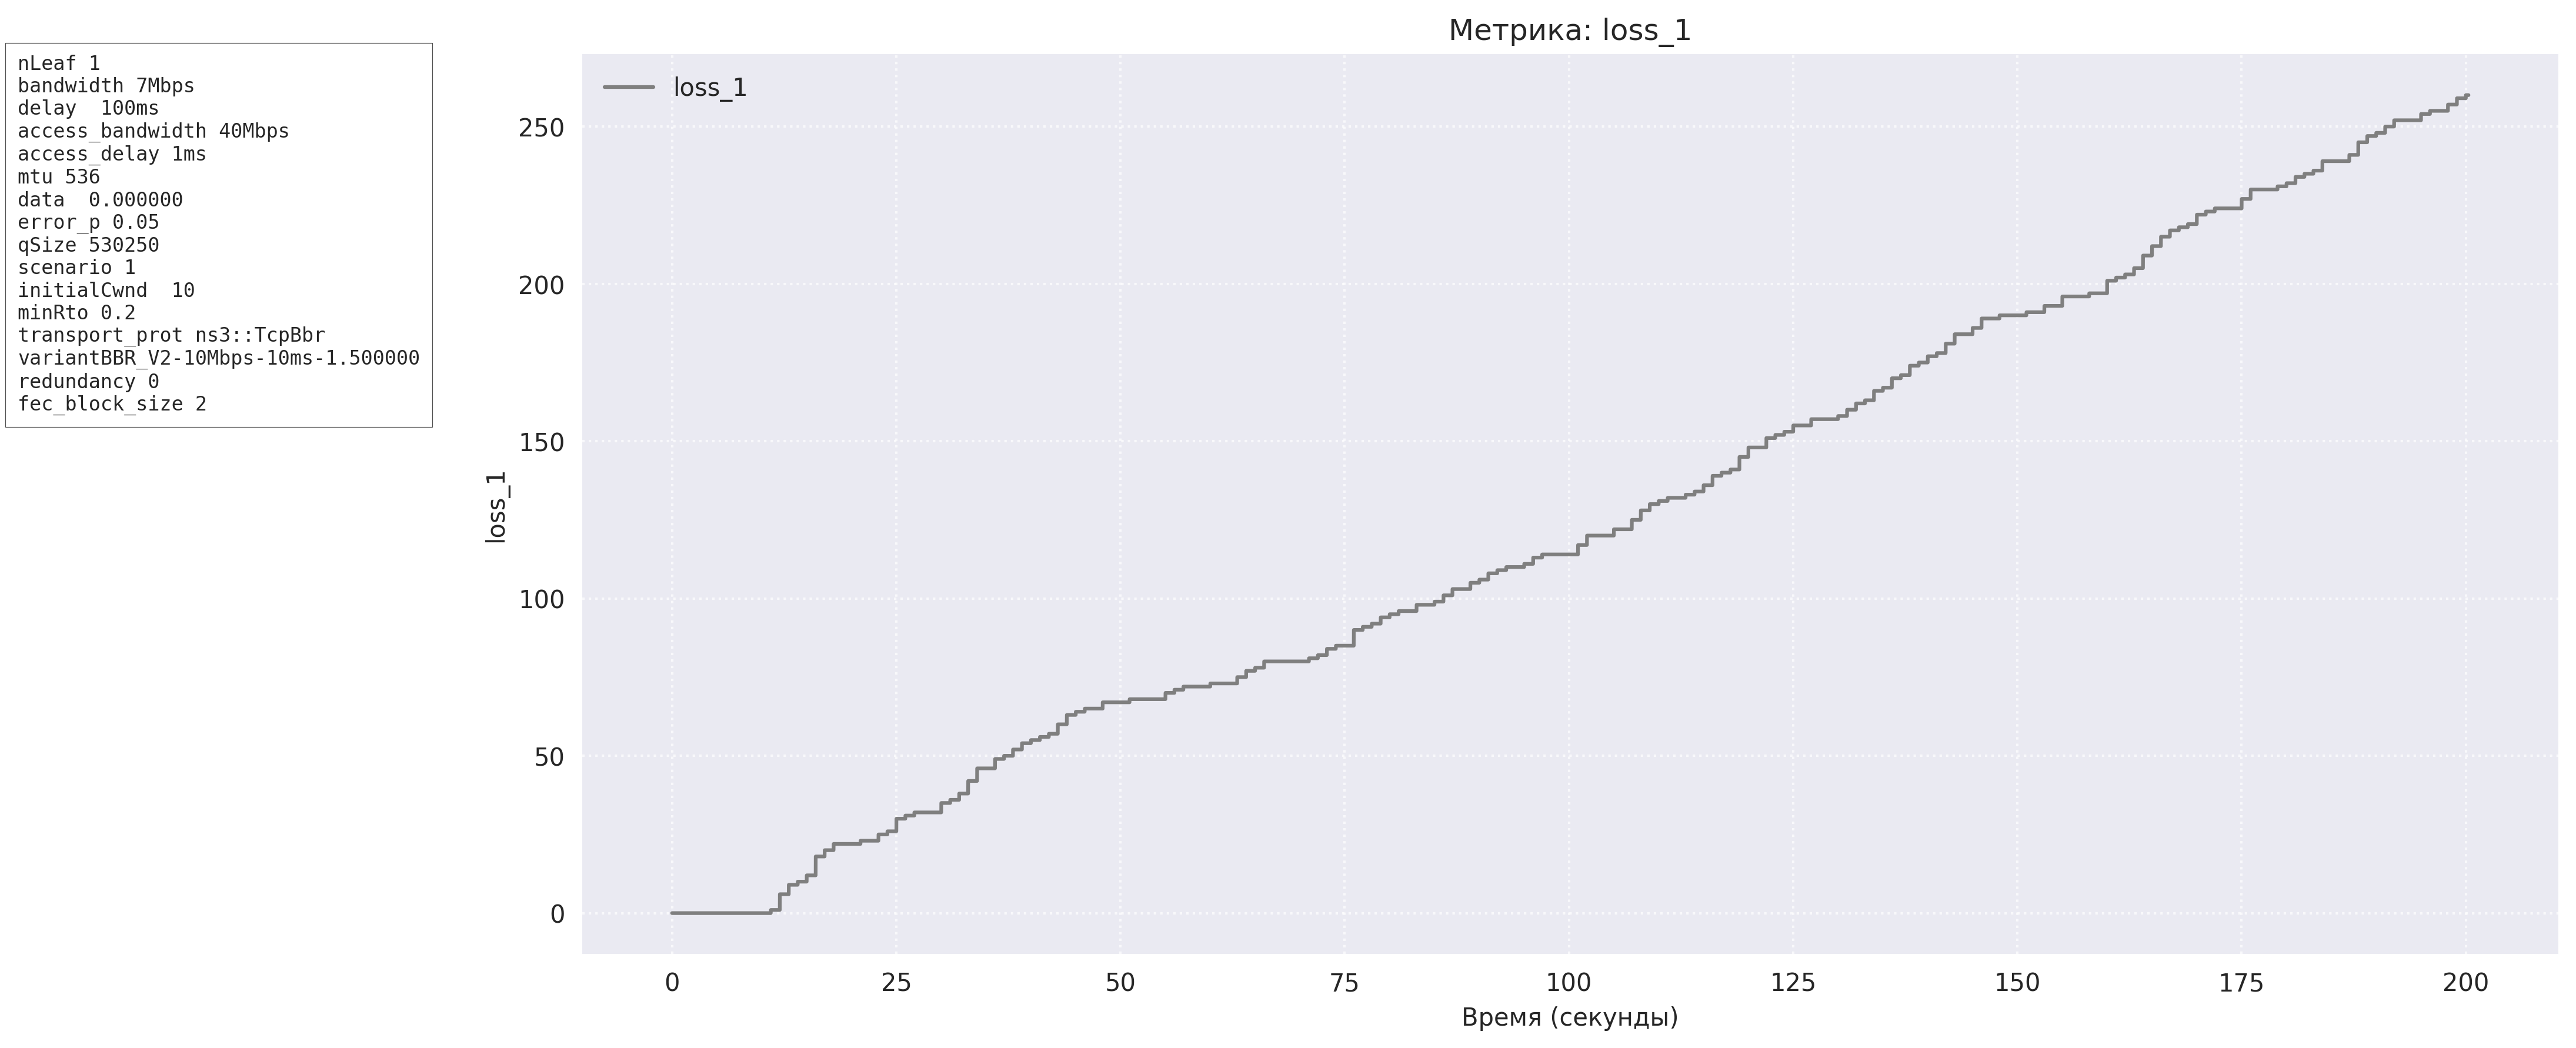 Метрика: loss_1
nLeaf 1
bandwidth 7Mbps
delay  100ms
access_bandwidth 40Mbps
access_delay 1ms
mtu 536
data  0.000000
error_p 0.05
qSize 530250
scenario 1
initialCwnd  10
minRto 0.2
transport_prot ns3::TcpBbr
variantBBR_V2-10Mbps-10ms-1.500000
redundancy 0
fec_block_size 2
loss_1
loss_1
250
200
150
100
50
0
0 25 50 75 100 125 150 175 200
Время (секунды)